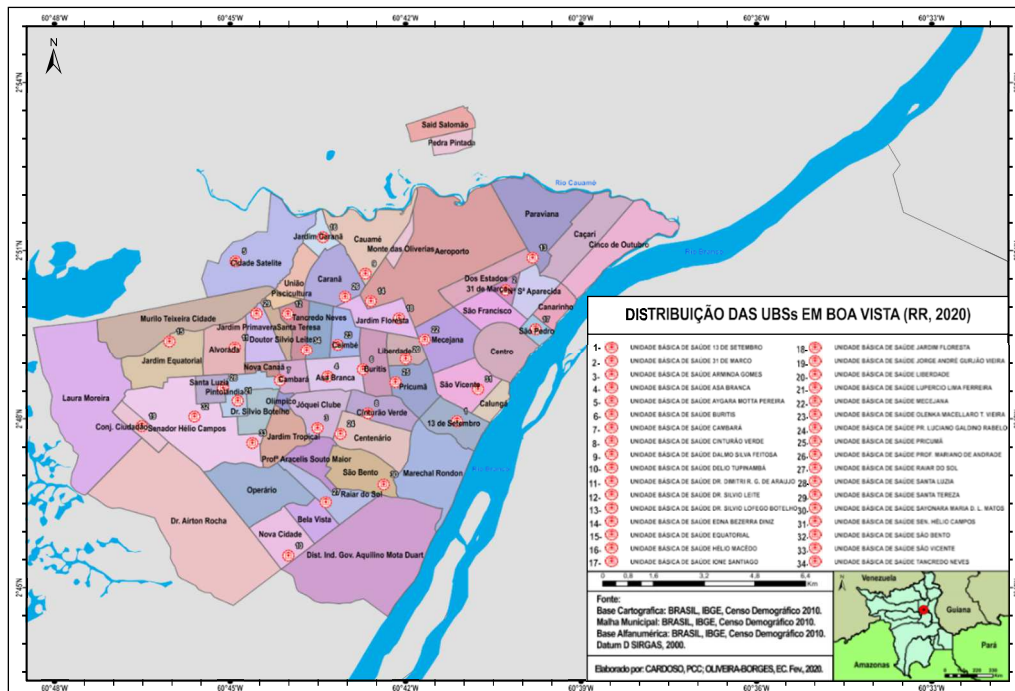 60°48'W 60°45'W 60°42'W 60°39'W 60°36'W 60°33'W
N
2°54'N
2°51'N
2°48'N
2°45'N
Said Salomão
Pedra Pintada
Rio Cauamé
Paraviana
Jardim Caranã
Cauamé
Monte das Oliverias
Aeroporto
Caçari
Cinco de Outubro
Rio Branco
Cidade Satelite
União
Piscicultura
Caranã
Dos Estados
31 de Março
Nª Sª Aparecida
Canarinho
São Francisco
São Pedro
Murilo Teixeira Cidade
Jardim Primavera
Santa Teresa
Tancredo Neves
Jardim Floresta
Doutor Silvio Leite
Mecejana
Centro
Jardim Equatorial
Alvorada
Caimbé
Liberdade
Nova Canaã
Cambará
Asa Branca
Buritis
Pricumã
São Vicente
Calungá
Laura Moreira
Santa Luzia
Pintolândia
Olímpico
Dr. Silvio Botelho
Jóquei Clube
Cinturão Verde
13 de Setembro
Conj. Cidadão
Senador Hélio Campos
Jardim Tropical
Centenário
Profª Aracelis Souto Maior
São Bento
Marechal Rondon
Rio Branco
Operário
Raiar do Sol
Bela Vista
Dr. Airton Rocha
Nova Cidade
Dist. Ind. Gov. Aquilino Mota Duart
DISTRIBUIÇÃO DAS UBSs EM BOA VISTA (RR, 2020)
1- UNIDADE BÁSICA DE SAÚDE 13 DE SETEMBRO
2- UNIDADE BÁSICA DE SAÚDE 31 DE MARCO
3- UNIDADE BÁSICA DE SAÚDE ARMINDA GOMES
4- UNIDADE BÁSICA DE SAÚDE ASA BRANCA
5- UNIDADE BÁSICA DE SAÚDE AYGARA MOTTA PEREIRA
6- UNIDADE BÁSICA DE SAÚDE BURITIS
7- UNIDADE BÁSICA DE SAÚDE CAMBARÁ
8- UNIDADE BÁSICA DE SAÚDE CINTURÃO VERDE
9- UNIDADE BÁSICA DE SAÚDE DALMO SILVA FEITOSA
10- UNIDADE BÁSICA DE SAÚDE DELIO TUPINAMBÁ
11- UNIDADE BÁSICA DE SAÚDE DR. DIMITRI R. G. DE ARAUJO
12- UNIDADE BÁSICA DE SAÚDE DR. SILVIO LEITE
13- UNIDADE BÁSICA DE SAÚDE DR. SILVIO LOFEGO BOTELHO
14- UNIDADE BÁSICA DE SAÚDE EDNA BEZERRA DINIZ
15- UNIDADE BÁSICA DE SAÚDE EQUATORIAL
16- UNIDADE BÁSICA DE SAÚDE HÉLIO MACÊDO
17- UNIDADE BÁSICA DE SAÚDE IONE SANTIAGO
18- UNIDADE BÁSICA DE SAÚDE JARDIM FLORESTA
19- UNIDADE BÁSICA DE SAÚDE JORGE ANDRÉ GURJÃO VIEIRA
20- UNIDADE BÁSICA DE SAÚDE LIBERDADE
21- UNIDADE BÁSICA DE SAÚDE LUPERCIO LIMA FERREIRA
22- UNIDADE BÁSICA DE SAÚDE MECEJANA
23- UNIDADE BÁSICA DE SAÚDE OLENKA MACELLARO T. VIEIRA
24- UNIDADE BÁSICA DE SAÚDE PR. LUCIANO GALDINO RABELO
25- UNIDADE BÁSICA DE SAÚDE PRICUMÃ
26- UNIDADE BÁSICA DE SAÚDE PROF. MARIANO DE ANDRADE
27- UNIDADE BÁSICA DE SAÚDE RAIAR DO SOL
28- UNIDADE BÁSICA DE SAÚDE SANTA LUZIA
29- UNIDADE BÁSICA DE SAÚDE SANTA TEREZA
30- UNIDADE BÁSICA DE SAÚDE SAYONARA MARIA D. L. MATOS
31- UNIDADE BÁSICA DE SAÚDE SEN. HÉLIO CAMPOS
32- UNIDADE BÁSICA DE SAÚDE SÃO BENTO
33- UNIDADE BÁSICA DE SAÚDE SÃO VICENTE
34- UNIDADE BÁSICA DE SAÚDE TANCREDO NEVES
0 0,8 1,6 3,2 4,8 6,4
Km
Fonte:
Base Cartografica: BRASIL, IBGE, Censo Demográfico 2010.
Malha Municipal: BRASIL, IBGE, Censo Demográfico 2010.
Base Alfanumérica: BRASIL, IBGE, Censo Demográfico 2010.
Datum D SIRGAS, 2000.
Elaborado por: CARDOSO, PCC; OLIVEIRA-BORGES, EC. Fev, 2020.
Venezuela
Guiana
Pará
Amazonas
60°48'W 60°45'W 60°42'W 60°39'W 60°36'W 60°31'W